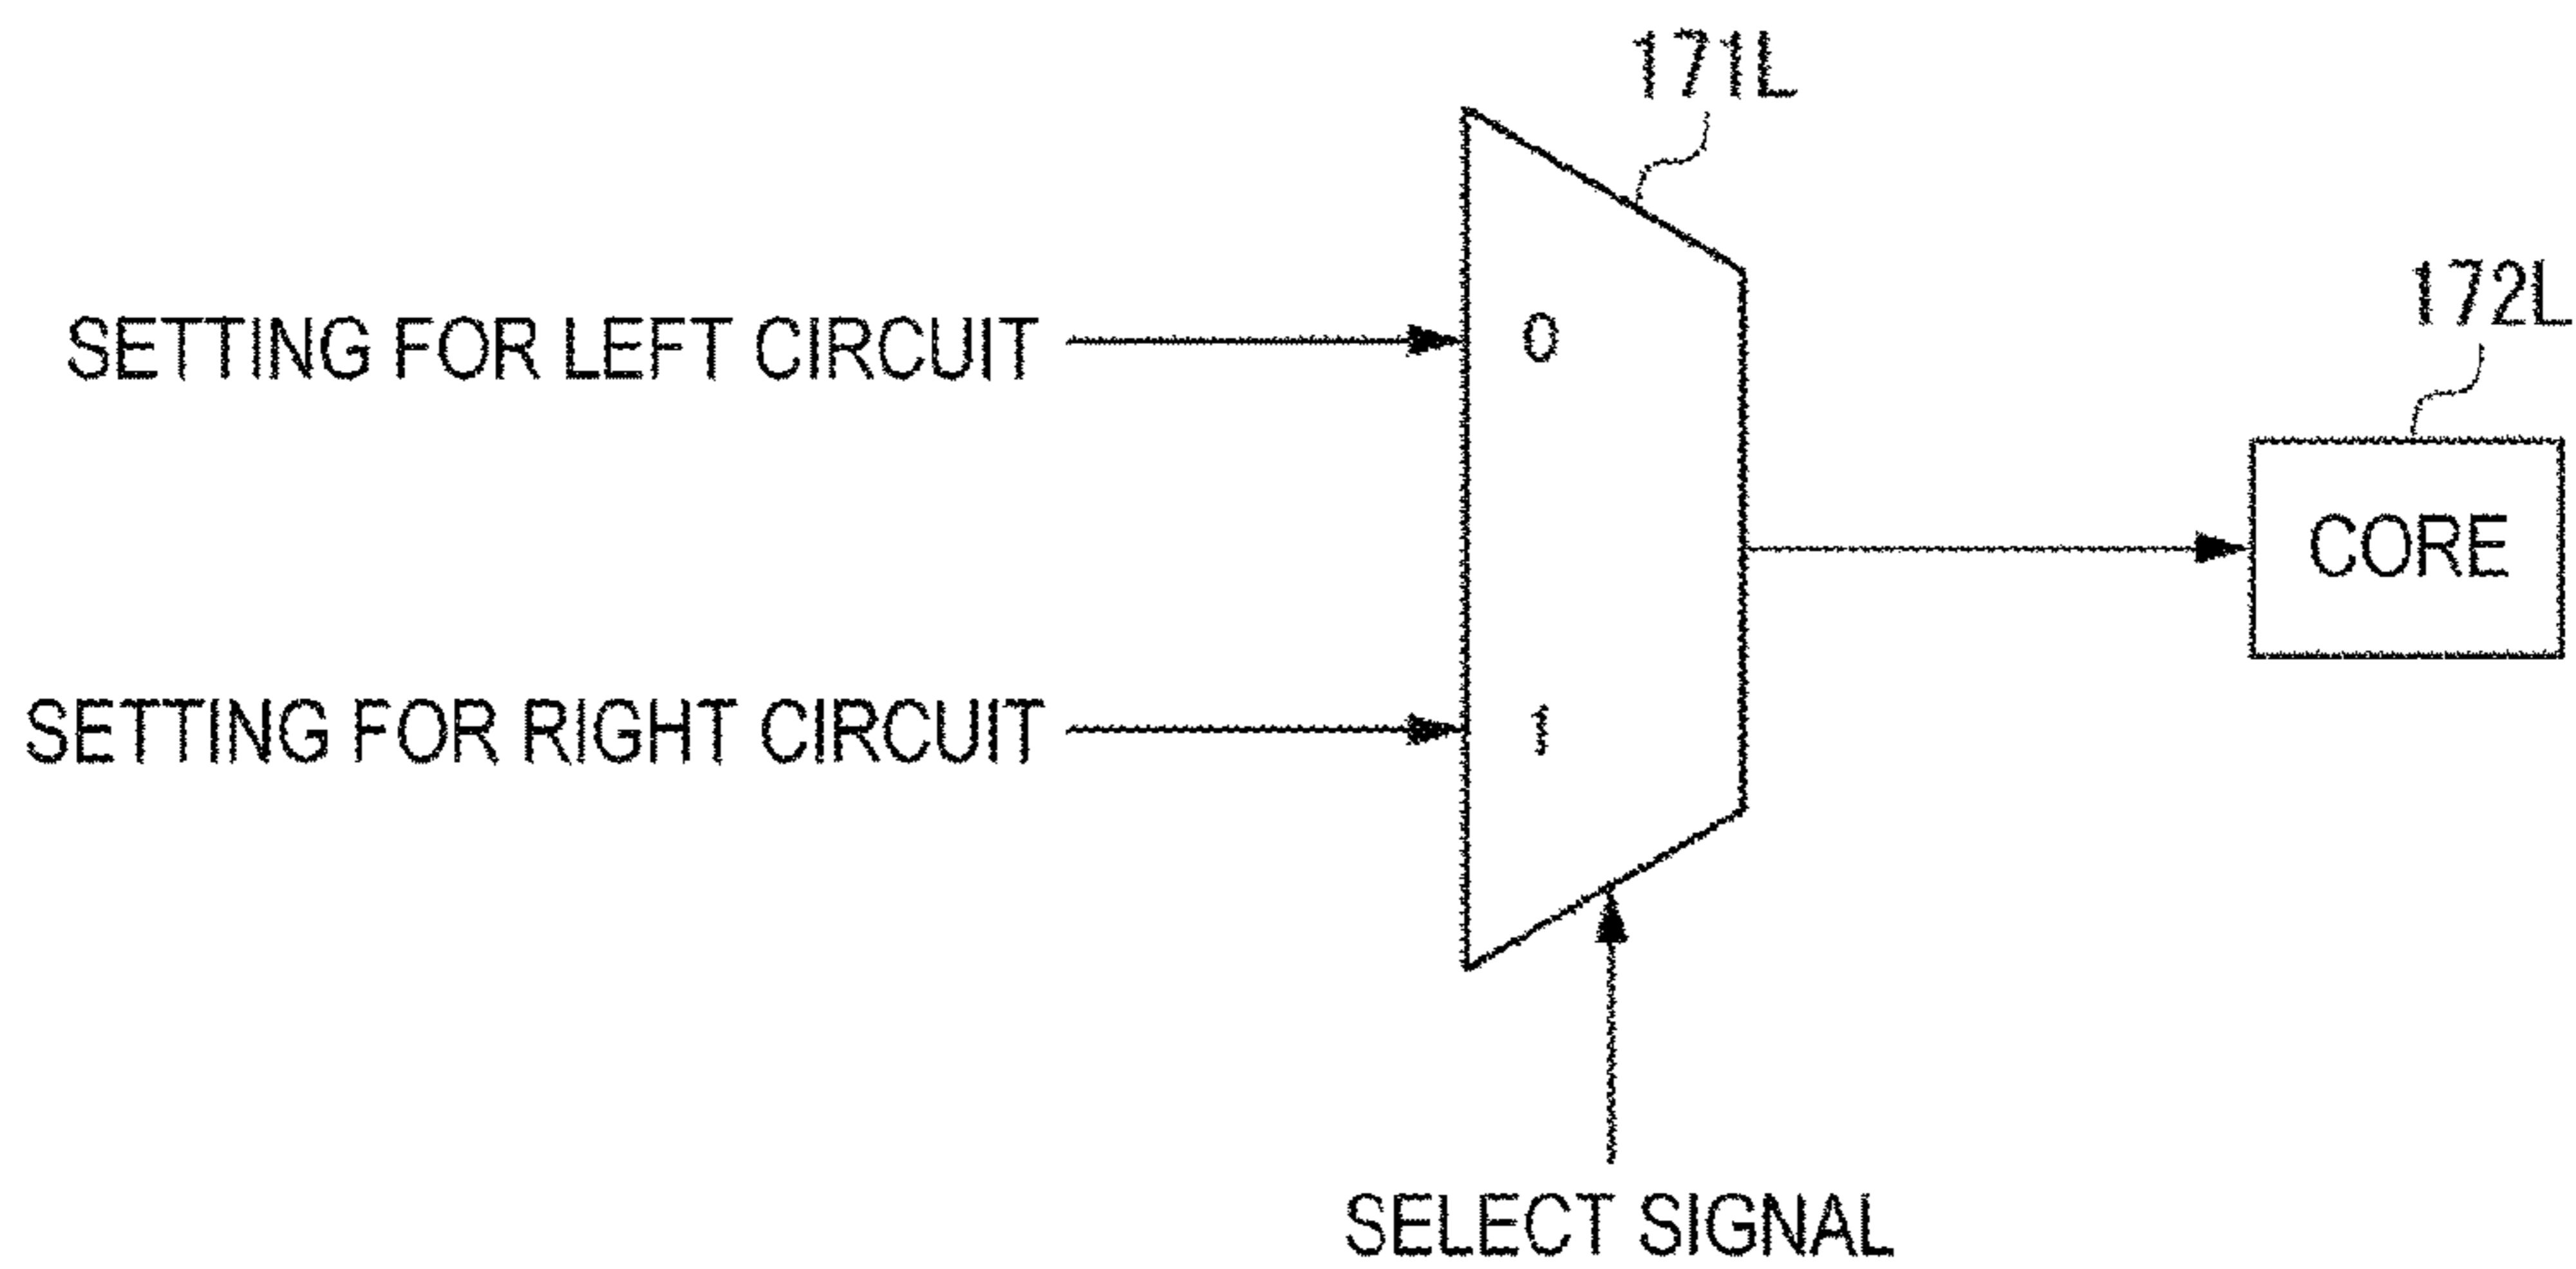 171L
172L
SETTING FOR LEFT CIRCUIT
0
CORE
SETTING FOR RIGHT CIRCUIT
1
SELECT SIGNAL